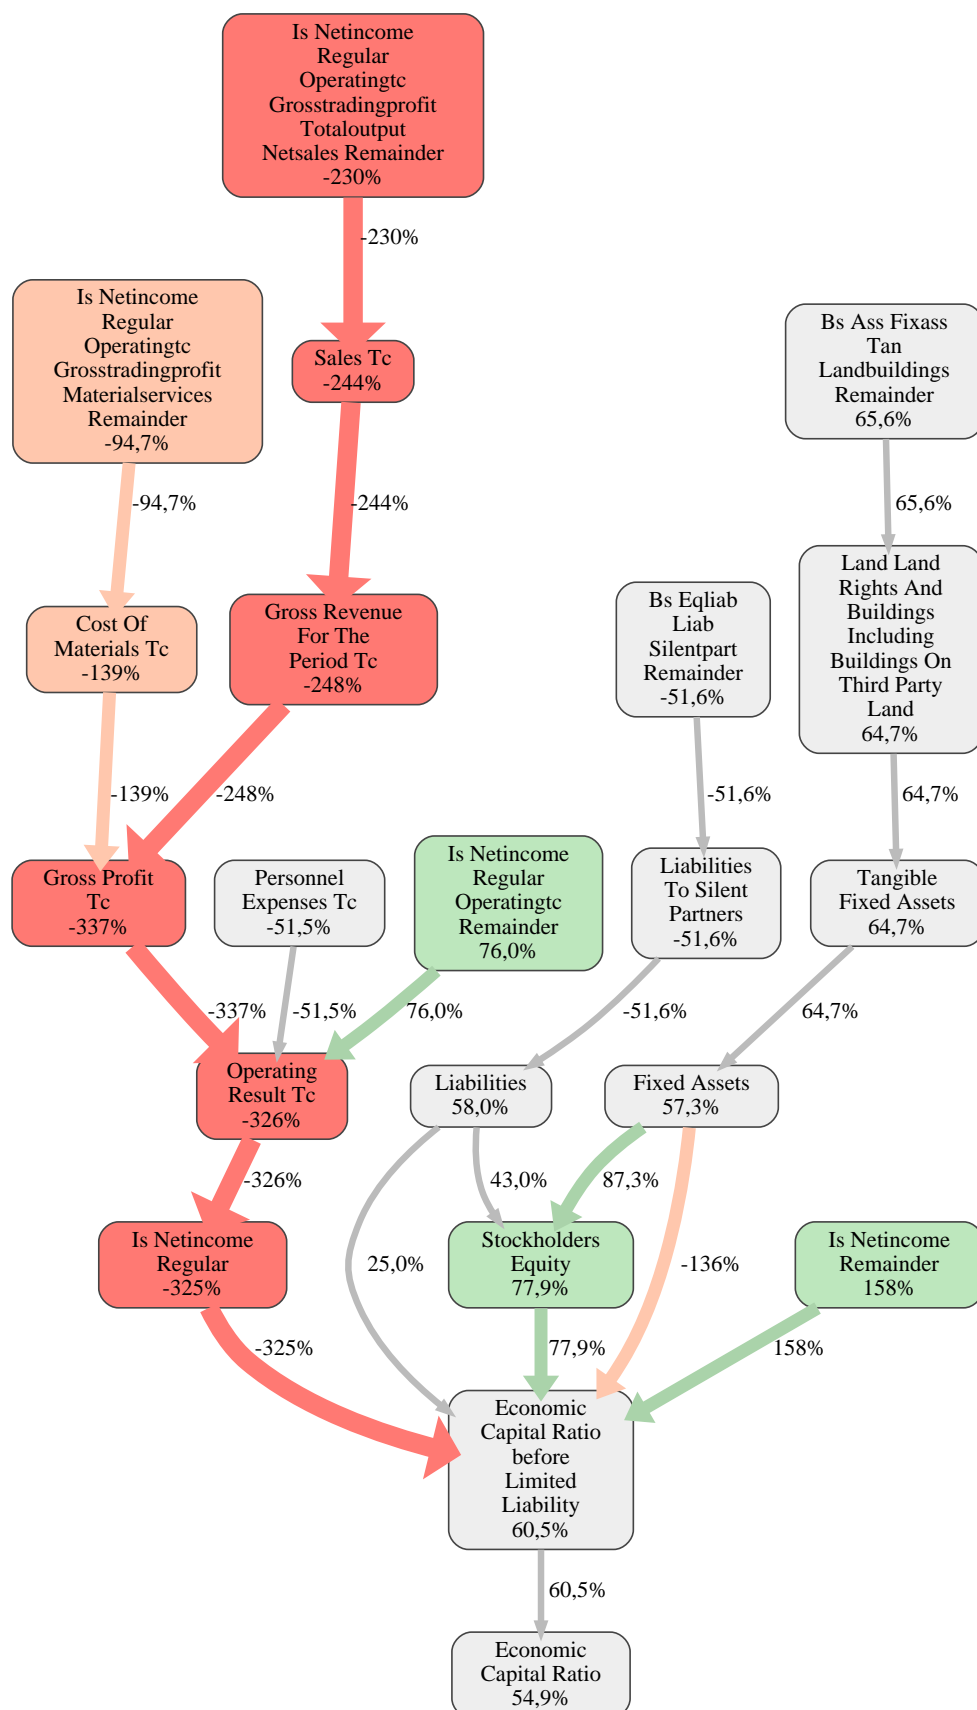 Is Netincome
Regular
Operatingtc
Grosstradingprofit
Totaloutput
Netsales Remainder
-230%
-230%
Is Netincome
Regular
Operatingtc
Grosstradingprofit
Materialservices
Remainder
-94,7%
Sales Tc
-244%
Bs Ass Fixass
Tan
Landbuildings
Remainder
65,6%
-94,7%
-244%
65,6%
Cost Of
Materials Tc
-139%
Gross Revenue
For The
Period Tc
-248%
Bs Eqliab
Liab
Silentpart
Remainder
-51,6%
Land Land
Rights And
Buildings
Including
Buildings On
Third Party
Land
64,7%
-139%
-248%
-51,6%
64,7%
Gross Profit
Tc
-337%
Personnel
Expenses Tc
-51,5%
Is Netincome
Regular
Operatingtc
Remainder
76,0%
Liabilities
To Silent
Partners
-51,6%
Tangible
Fixed Assets
64,7%
-337%
-51,5%
76,0%
-51,6%
64,7%
Operating
Result Tc
-326%
Liabilities
58,0%
Fixed Assets
57,3%
-326%
43,0%
87,3%
Is Netincome
Regular
-325%
25,0%
Stockholders
Equity
77,9%
-136%
Is Netincome
Remainder
158%
-325%
77,9%
158%
Economic
Capital Ratio
before
Limited
Liability
60,5%
60,5%
Economic
Capital Ratio
54,9%